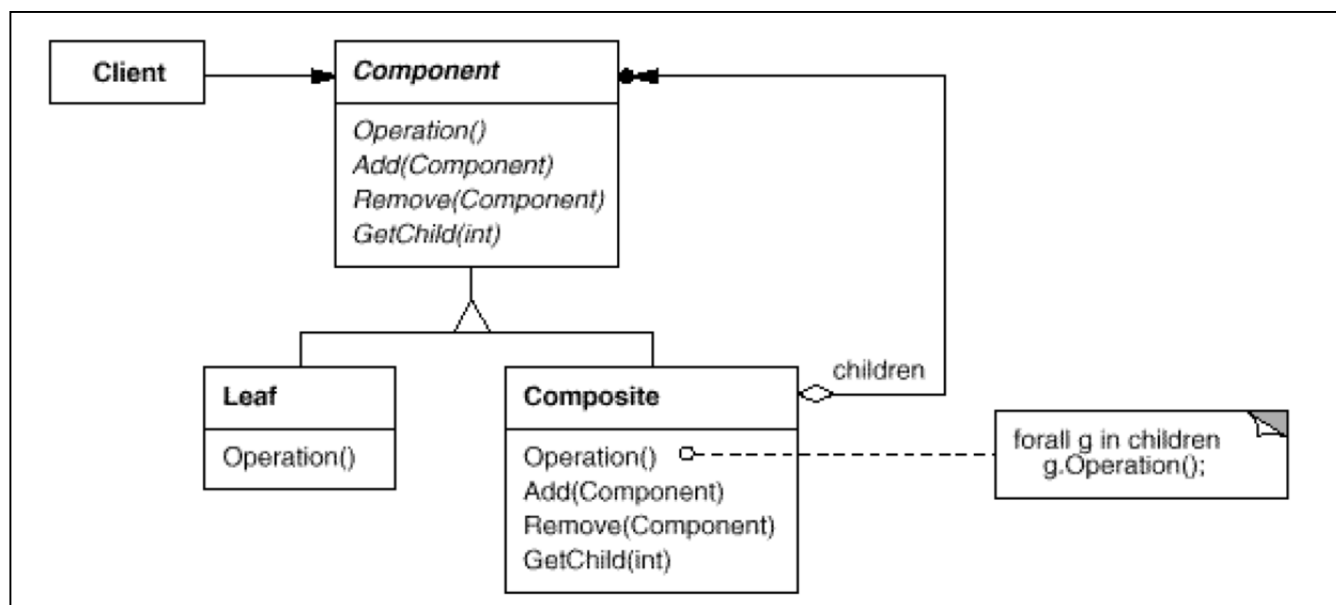 Client
Component
Operation()
Add(Component)
Remove(Component)
GetChild(int)
children
Leaf
Operation()
Composite
Operation()
Add(Component)
Remove(Component)
GetChild(int)
forall g in children
g.Operation();